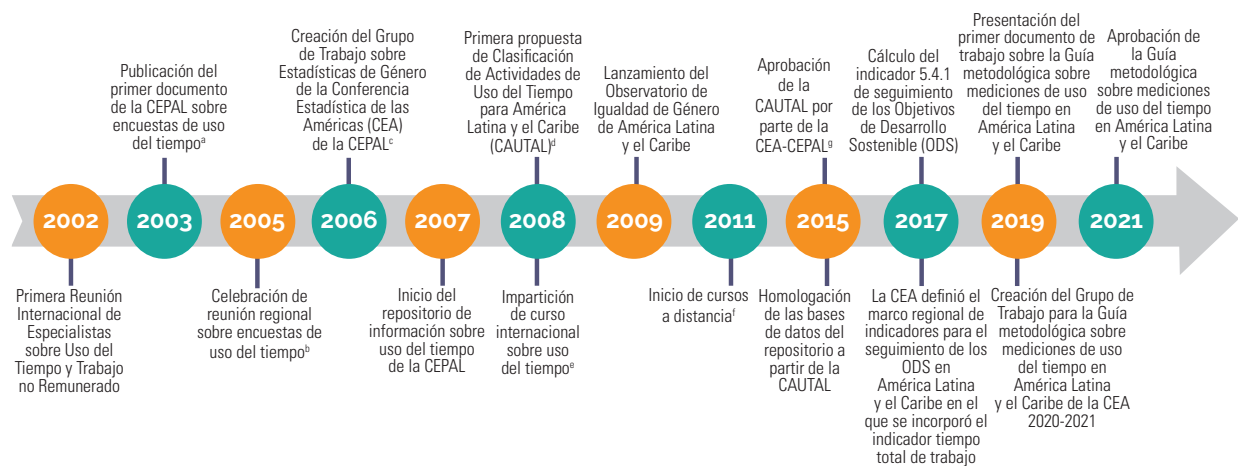 Publicación del
primer documento
de la CEPAL sobre
encuestas de uso
del tiempoᵃ
Creación del Grupo
de Trabajo sobre
Estadísticas de Género
de la Conferencia
Estadística de las
Américas (CEA)
de la CEPALᶜ
Primera propuesta
de Clasificación
de Actividades de
Uso del Tiempo
para América
Latina y el Caribe
(CAUTAL)ᵈ
Lanzamiento del
Observatorio de
Igualdad de Género
de América Latina
y el Caribe
Aprobación
de la
CAUTAL por
parte de la
CEA-CEPALᵍ
Cálculo del
indicador 5.4.1
de seguimiento
de los Objetivos
de Desarrollo
Sostenible (ODS)
Presentación del
primer documento de
trabajo sobre la Guía
metodológica sobre
mediciones de uso
del tiempo en
América Latina
y el Caribe
Aprobación de
la Guía
metodológica
sobre mediciones
de uso del tiempo
en América Latina
y el Caribe
2002
2003
2005
2006
2007
2008
2009
2011
2015
2017
2019
2021
Primera Reunión
Internacional de
Especialistas
sobre Uso del
Tiempo y Trabajo
no Remunerado
Celebración de
reunión regional
sobre encuestas de
uso del tiempoᵇ
Inicio del
repositorio de
información sobre
uso del tiempo
de la CEPAL
Impartición
de curso
internacional
sobre uso
del tiempoᵉ
Inicio de cursos
a distanciaᶠ
Homologación
de las bases
de datos del
repositorio a
partir de la
CAUTAL
La CEA definió el
marco regional de
indicadores para el
seguimiento de los
ODS en
América Latina
y el Caribe en el
que se incorporó el
indicador tiempo
total de trabajo
Creación del Grupo de
Trabajo para la Guía
metodológica sobre
mediciones de uso
del tiempo en
América Latina
y el Caribe de la CEA
2020-2021